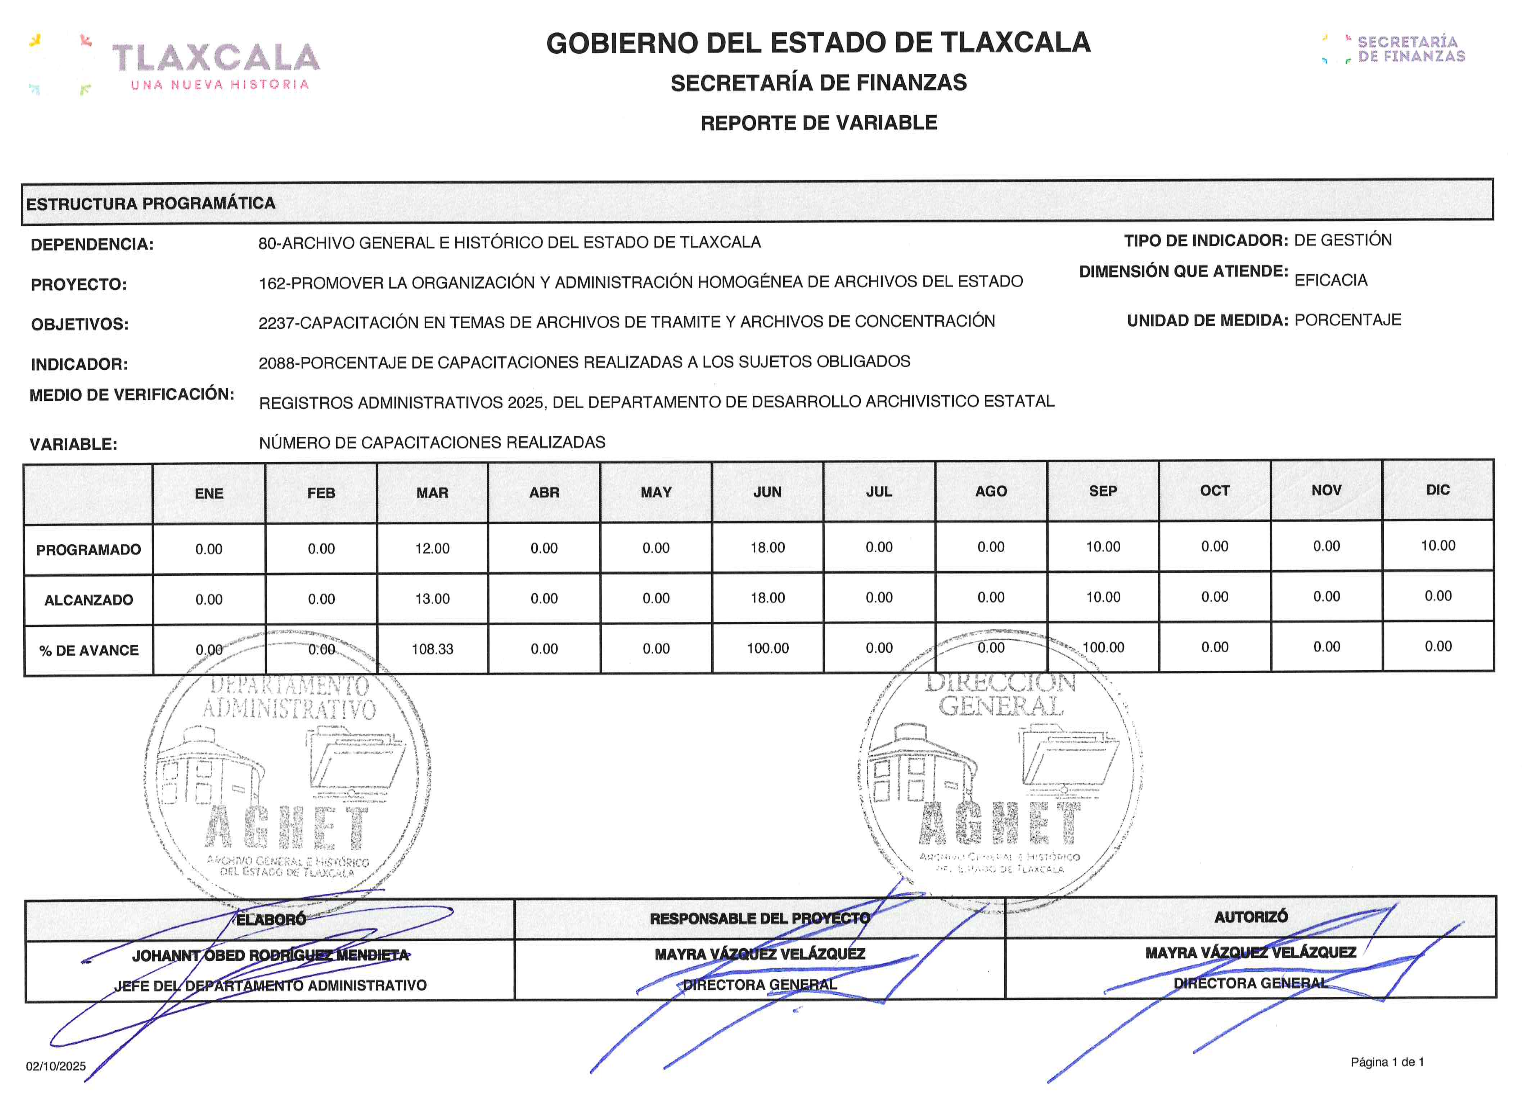 TLAXCALA
UNA NUEVA HISTORIA
GOBIERNO DEL ESTADO DE TLAXCALA
SECRETARÍA DE FINANZAS
REPORTE DE VARIABLE
SECRETARÍA
DE FINANZAS
ESTRUCTURA PROGRAMÁTICA
DEPENDENCIA: 80-ARCHIVO GENERAL E HISTÓRICO DEL ESTADO DE TLAXCALA TIPO DE INDICADOR: DE GESTIÓN
PROYECTO: 162-PROMOVER LA ORGANIZACIÓN Y ADMINISTRACIÓN HOMOGÉNEA DE ARCHIVOS DEL ESTADO DIMENSIÓN QUE ATIENDE: EFICACIA
OBJETIVOS: 2237-CAPACITACIÓN EN TEMAS DE ARCHIVOS DE TRAMITE Y ARCHIVOS DE CONCENTRACIÓN UNIDAD DE MEDIDA: PORCENTAJE
INDICADOR: 2088-PORCENTAJE DE CAPACITACIONES REALIZADAS A LOS SUJETOS OBLIGADOS
MEDIO DE VERIFICACIÓN: REGISTROS ADMINISTRATIVOS 2025, DEL DEPARTAMENTO DE DESARROLLO ARCHIVISTICO ESTATAL
VARIABLE: NÚMERO DE CAPACITACIONES REALIZADAS
ENE FEB MAR ABR MAY JUN JUL AGO SEP OCT NOV DIC
PROGRAMADO 0.00 0.00 12.00 0.00 0.00 18.00 0.00 0.00 10.00 0.00 0.00 10.00
ALCANZADO 0.00 0.00 13.00 0.00 0.00 18.00 0.00 0.00 10.00 0.00 0.00 0.00
% DE AVANCE 0.00 0.00 108.33 0.00 0.00 100.00 0.00 0.00 100.00 0.00 0.00 0.00
DEPARTAMENTO
ADMINISTRATIVO
AGHET
ARCHIVO GENERAL E HISTÓRICO
DEL ESTADO DE TLAXCALA
DIRECCIÓN
GENERAL
AGHET
ARCHIVO GENERAL E HISTÓRICO
DEL ESTADO DE TLAXCALA
ELABORÓ RESPONSABLE DEL PROYECTO AUTORIZÓ
JOHANNT OBED RODRÍGUEZ MENDIETA MAYRA VÁZQUEZ VELÁZQUEZ MAYRA VÁZQUEZ VELÁZQUEZ
JEFE DEL DEPARTAMENTO ADMINISTRATIVO DIRECTORA GENERAL DIRECTORA GENERAL
02/10/2025 Página 1 de 1